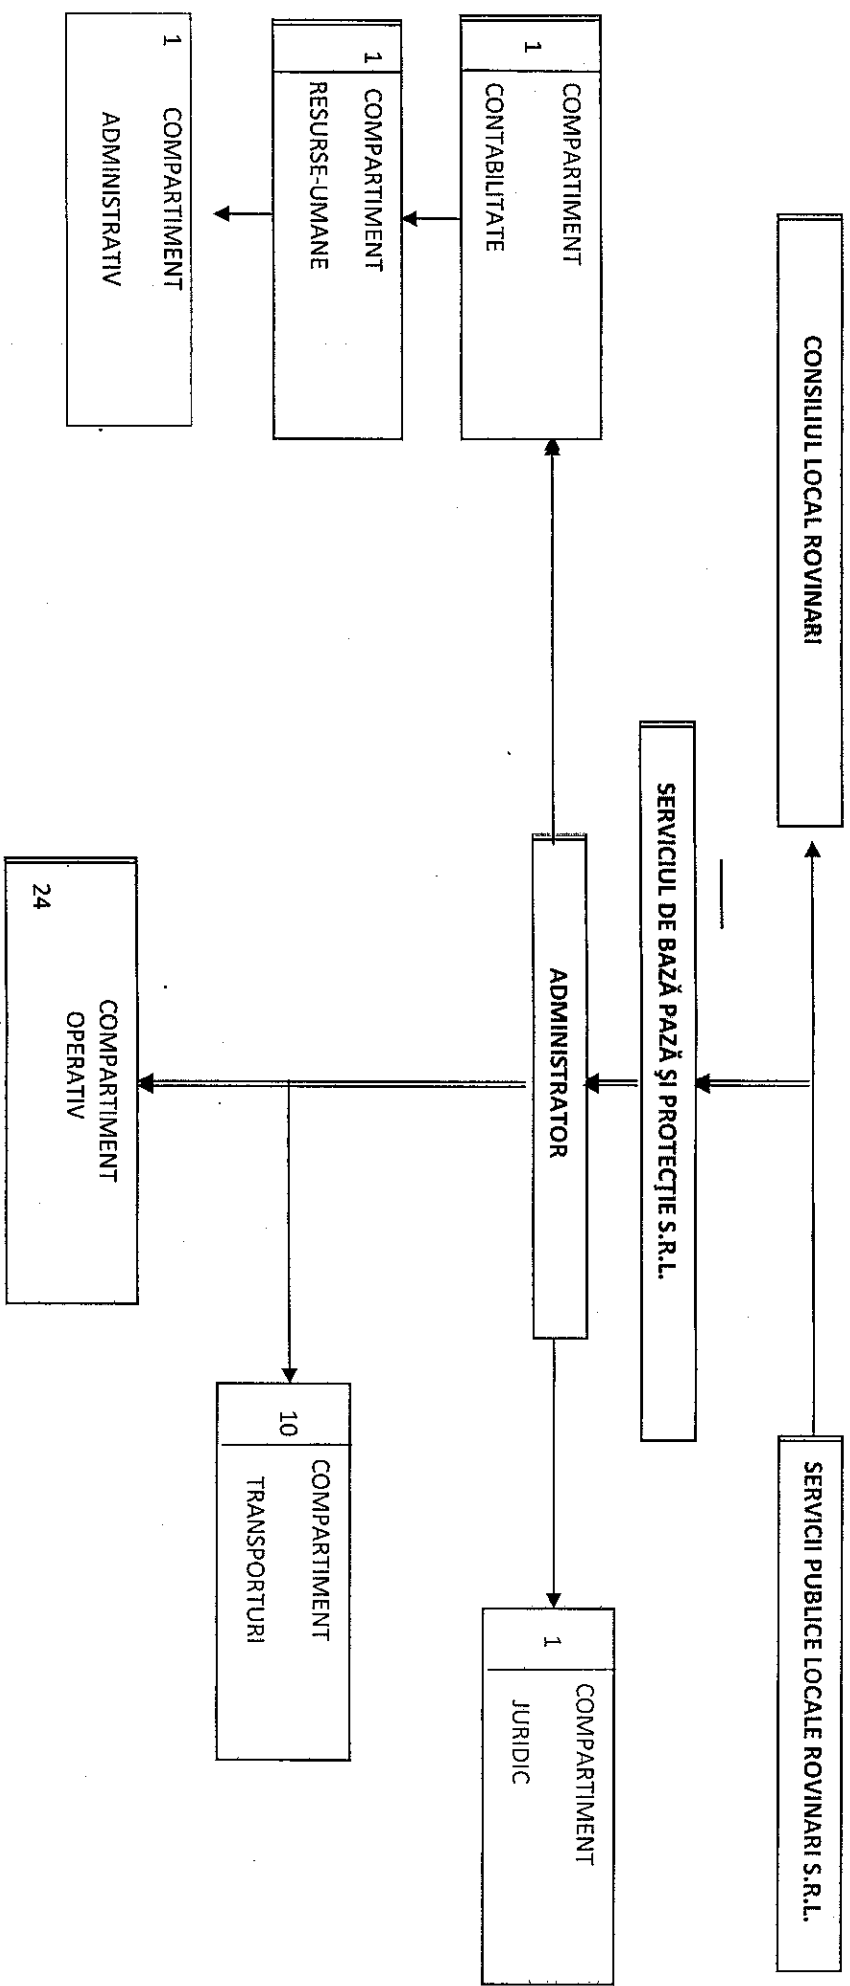 CONSILIUL LOCAL ROVINARI
SERVICII PUBLICE LOCALE ROVINARI S.R.L.
SERVICIUL DE BAZĂ PAZĂ ȘI PROTECȚIE S.R.L.
ADMINISTRATOR
1
COMPARTIMENT
CONTABILITATE
1
COMPARTIMENT
JURIDIC
1
COMPARTIMENT
RESURSE-UMANE
10
COMPARTIMENT
TRANSPORTURI
1
COMPARTIMENT
ADMINISTRATIV
24
COMPARTIMENT
OPERATIV